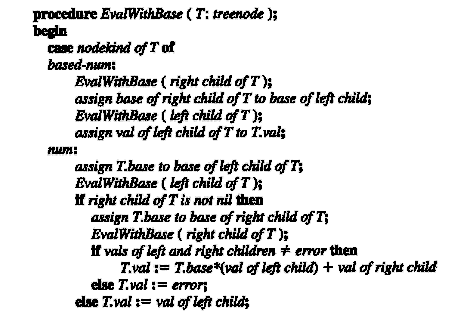 procedure EvalWithBase ( T: treenode );
begin
case nodekind of T of
based-num:
EvalWithBase ( right child of T );
assign base of right child of T to base of left child;
EvalWithBase ( left child of T );
assign val of left child of T to T.val;
num:
assign T.base to base of left child of T;
EvalWithBase ( left child of T );
if right child of T is not nil then
assign T.base to base of right child of T;
EvalWithBase ( right child of T );
if vals of left and right children ≠ error then
T.val := T.base*(val of left child) + val of right child
else T.val := error;
else T.val := val of left child;